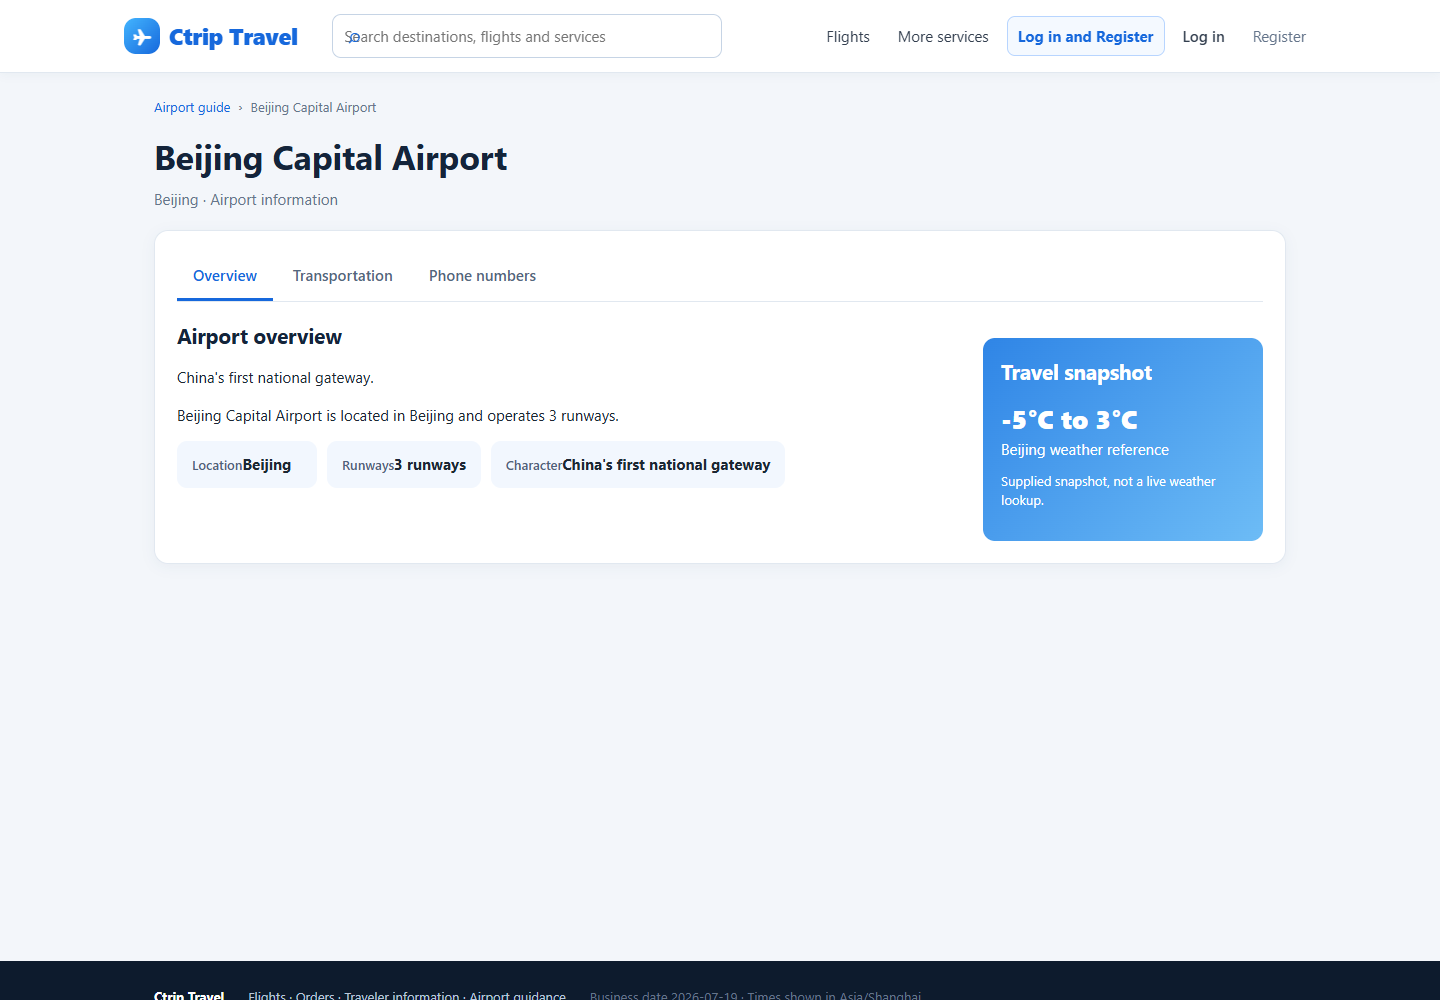 Ctrip Travel
Search destinations, flights and services
Flights
More services
Log in and Register
Log in
Register
Airport guide › Beijing Capital Airport
Beijing Capital Airport
Beijing · Airport information
Overview
Transportation
Phone numbers
Airport overview
China's first national gateway.
Beijing Capital Airport is located in Beijing and operates 3 runways.
LocationBeijing
Runways3 runways
CharacterChina's first national gateway
Travel snapshot
-5°C to 3°C
Beijing weather reference
Supplied snapshot, not a live weather
lookup.
Ctrip Travel
Flights · Orders · Traveler information · Airport guidance
Business date 2026-07-19 · Times shown in Asia/Shanghai